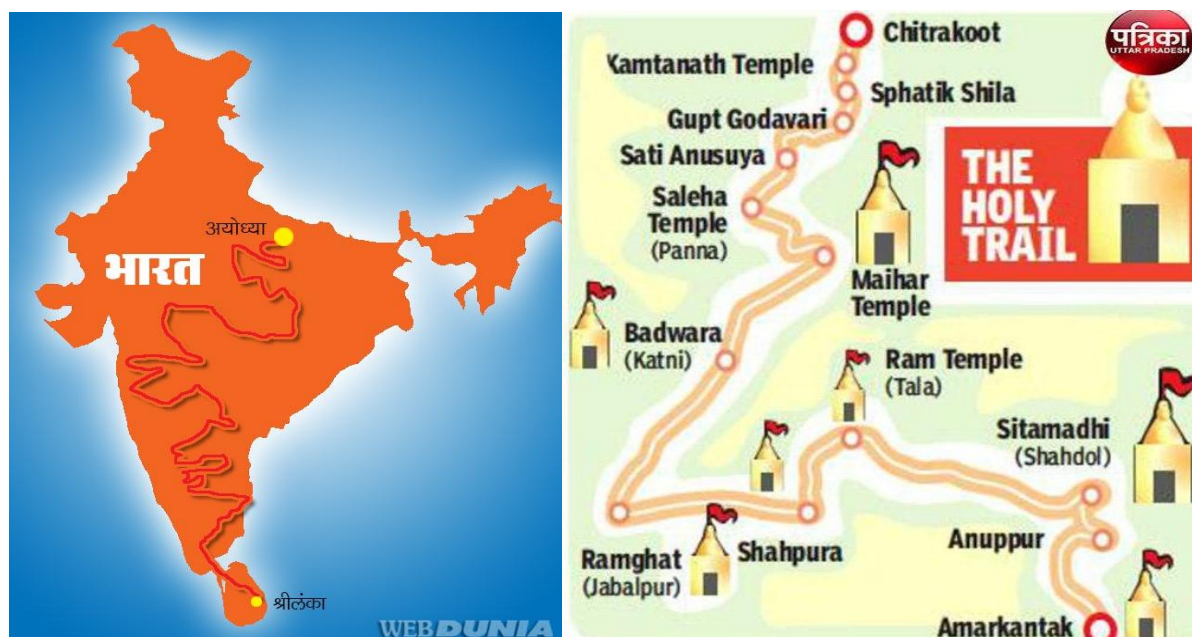 अयोध्या
भारत
श्रीलंका
WEBDUNIA
पत्रिका
UTTAR PRADESH
Chitrakoot
Kamtanath Temple
Sphatik Shila
Gupt Godavari
Sati Anusuya
THE
HOLY
TRAIL
Saleha
Temple
(Panna)
Maihar
Temple
Badwara
(Katni)
Ram Temple
(Tala)
Sitamadhi
(Shahdol)
Anuppur
Shahpura
Ramghat
(Jabalpur)
Amarkantak